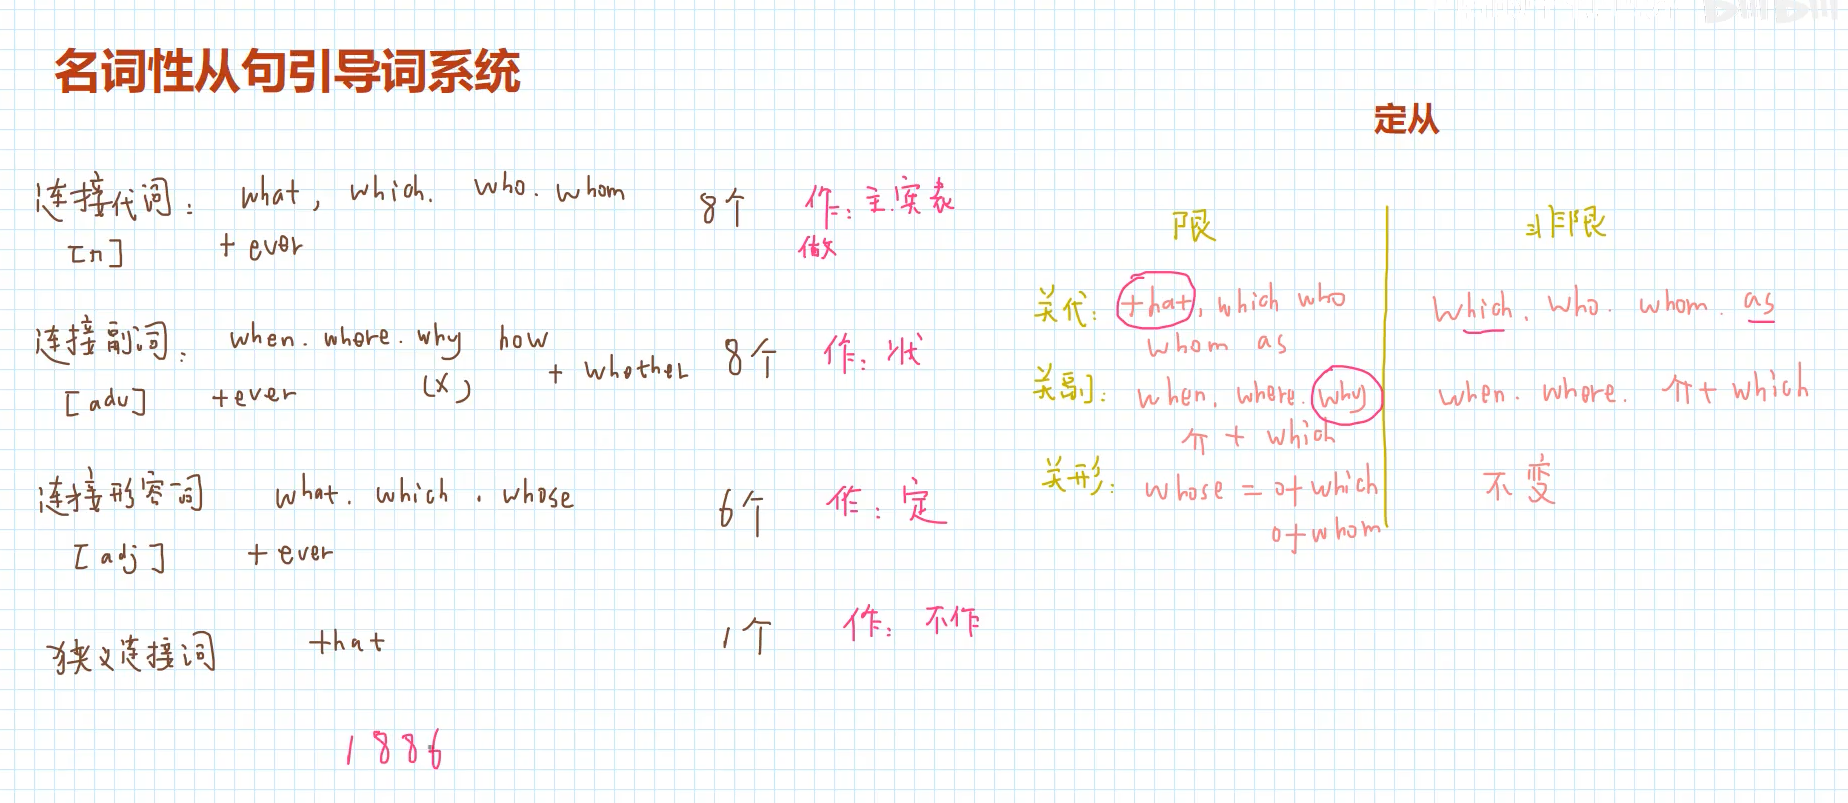 名词性从句引导词系统
连接代词： what, which. who. whom 8个 作：主.宾表
[n] + ever 做
连接副词： when. where. why how + whether 8个 作：状
[adv] +ever (x)
连接形容词 what. which. whose 6个 作：定
[adj] + ever
狭义连接词 that 1个 作：不作
1886
定从
限 非限
关代： that, which who which. who. whom. as
whom as
关副： when. where. why when. where. 介+ which
介 + which
关形： whose = of which 不变
of whom